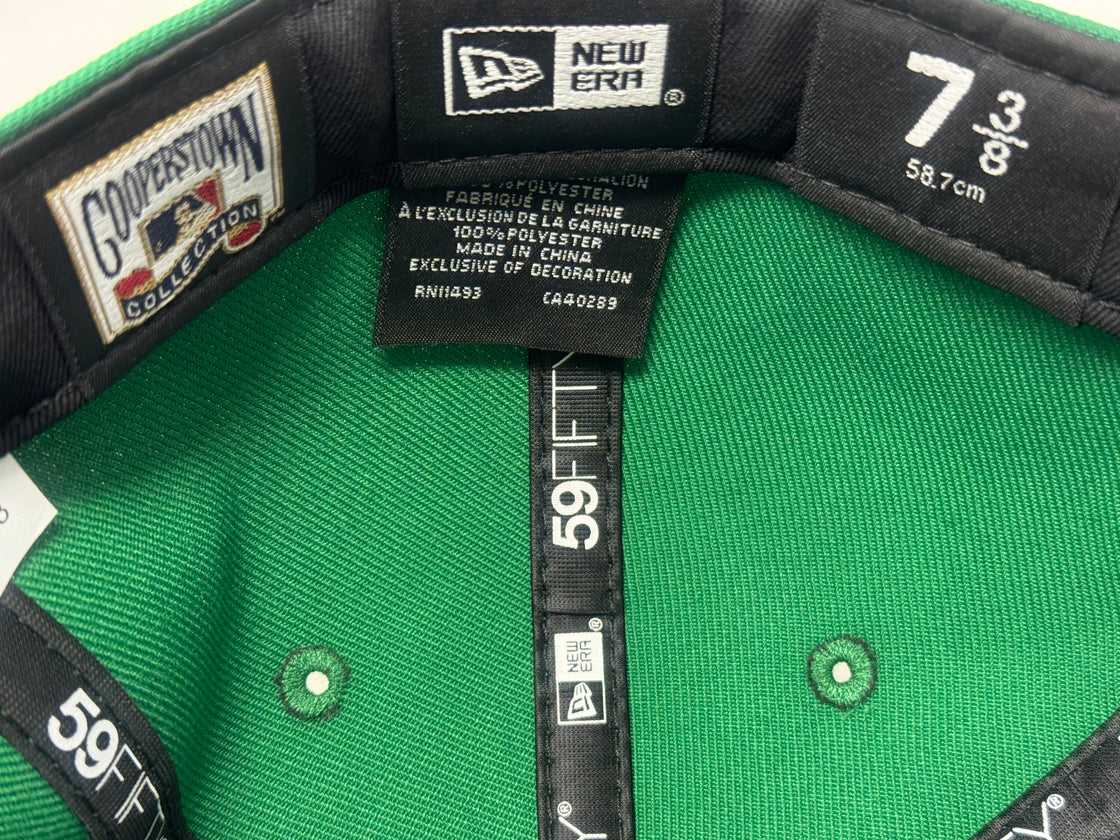 COOPERSTOWN
COLLECTION
NEW
ERA
®
7 3/8
58.7cm
% POLYESTER
FABRIQUÉ EN CHINE
À L'EXCLUSION DE LA GARNITURE
100% POLYESTER
MADE IN CHINA
EXCLUSIVE OF DECORATION
RN11493 CA40289
59FIFTY
NEW
ERA
®
59FIFTY
Y®
Y®